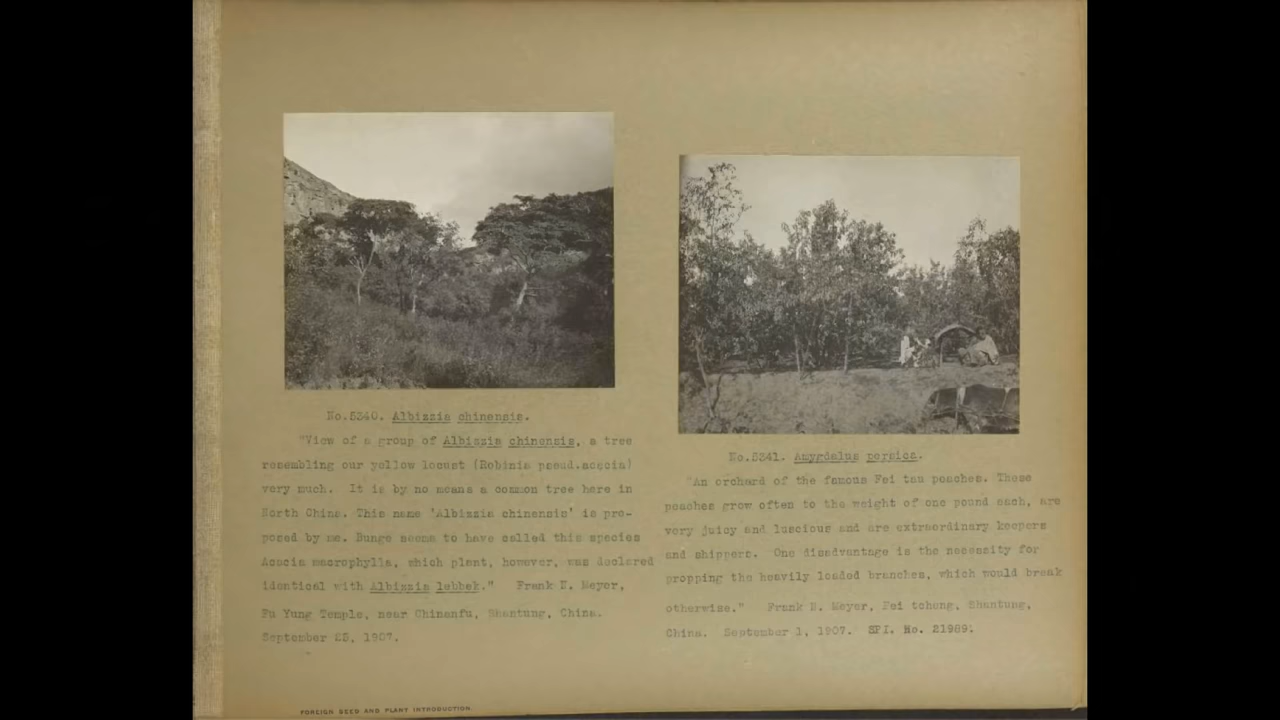 No.5340. Albizzia chinensis.
"View of a group of Albizzia chinensis, a tree
resembling our yellow locust (Robinia pseud.acacia)
very much. It is by no means a common tree here in
North China. This name 'Albizzia chinensis' is pro-
posed by me. Bunge seems to have called this species
Acacia macrophylla, which plant, however, was declared
identical with Albizzia lebbek." Frank N. Meyer,
Fu Yung Temple, near Chinanfu, Shantung, China.
September 25, 1907.
No.5341. Amygdalus persica.
"An orchard of the famous Fei tau peaches. These
peaches grow often to the weight of one pound each, are
very juicy and luscious and are extraordinary keepers
and shippers. One disadvantage is the necessity for
propping the heavily loaded branches, which would break
otherwise." Frank N. Meyer, Fei tcheng, Shantung,
China. September 1, 1907. SPI. No. 21989.
FOREIGN SEED AND PLANT INTRODUCTION.